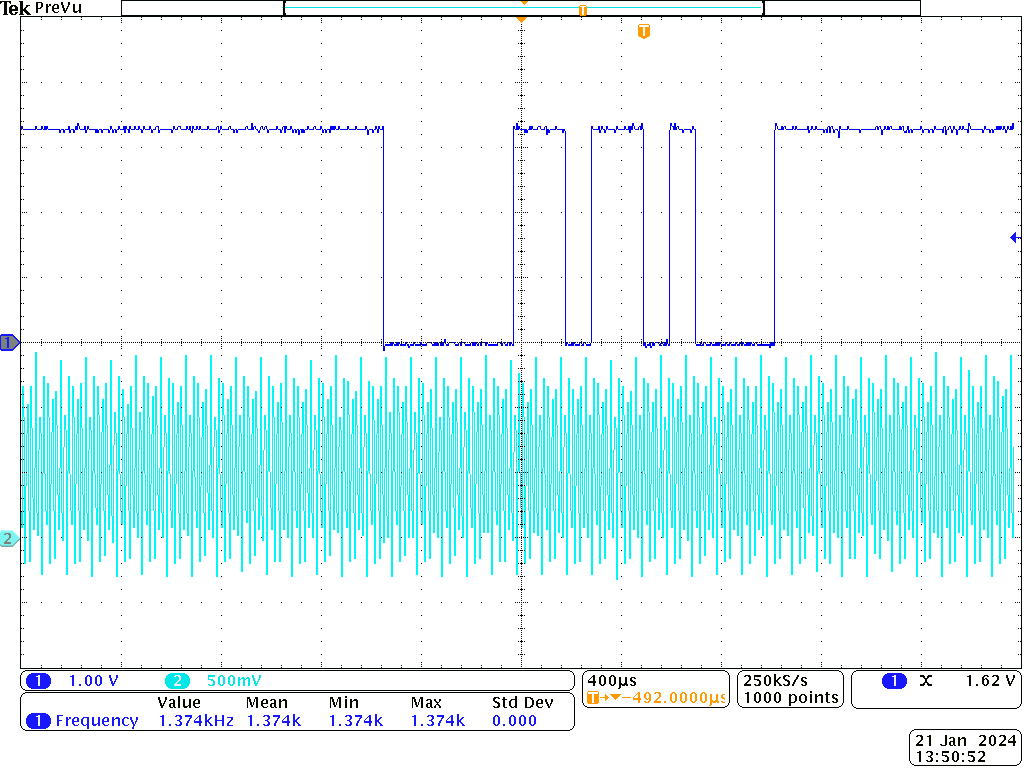 Tek PreVu
T
T
1
2
1 1.00 V 2 500mV
Value Mean Min Max Std Dev
1 Frequency 1.374kHz 1.374k 1.374k 1.374k 0.000
400µs
T→▼−492.0000µs
250kS/s
1000 points
1 X 1.62 V
21 Jan 2024
13:50:52